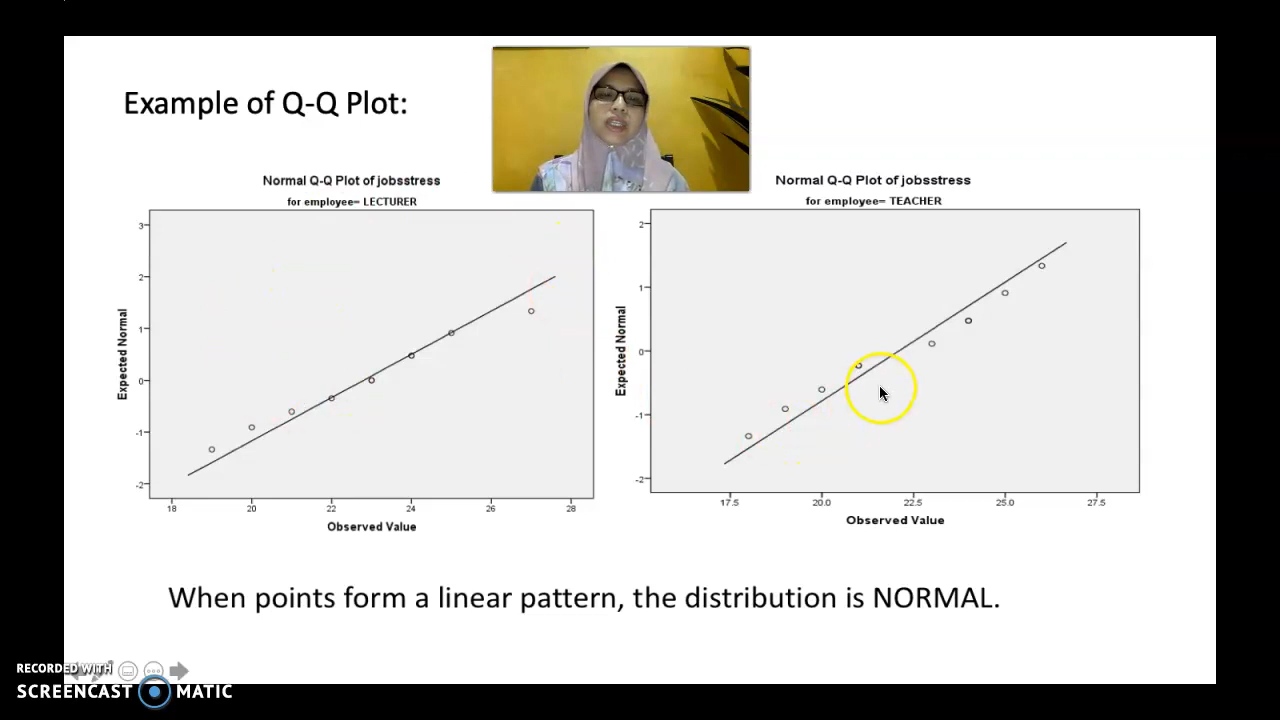 Example of Q-Q Plot:
Normal Q-Q Plot of jobsstress
for employee= LECTURER
3
2
1
0
-1
-2
Expected Normal
18 20 22 24 26 28
Observed Value
Normal Q-Q Plot of jobsstress
for employee= TEACHER
2
1
0
-1
-2
Expected Normal
17.5 20.0 22.5 25.0 27.5
Observed Value
When points form a linear pattern, the distribution is NORMAL.
RECORDED WITH
SCREENCAST MATIC